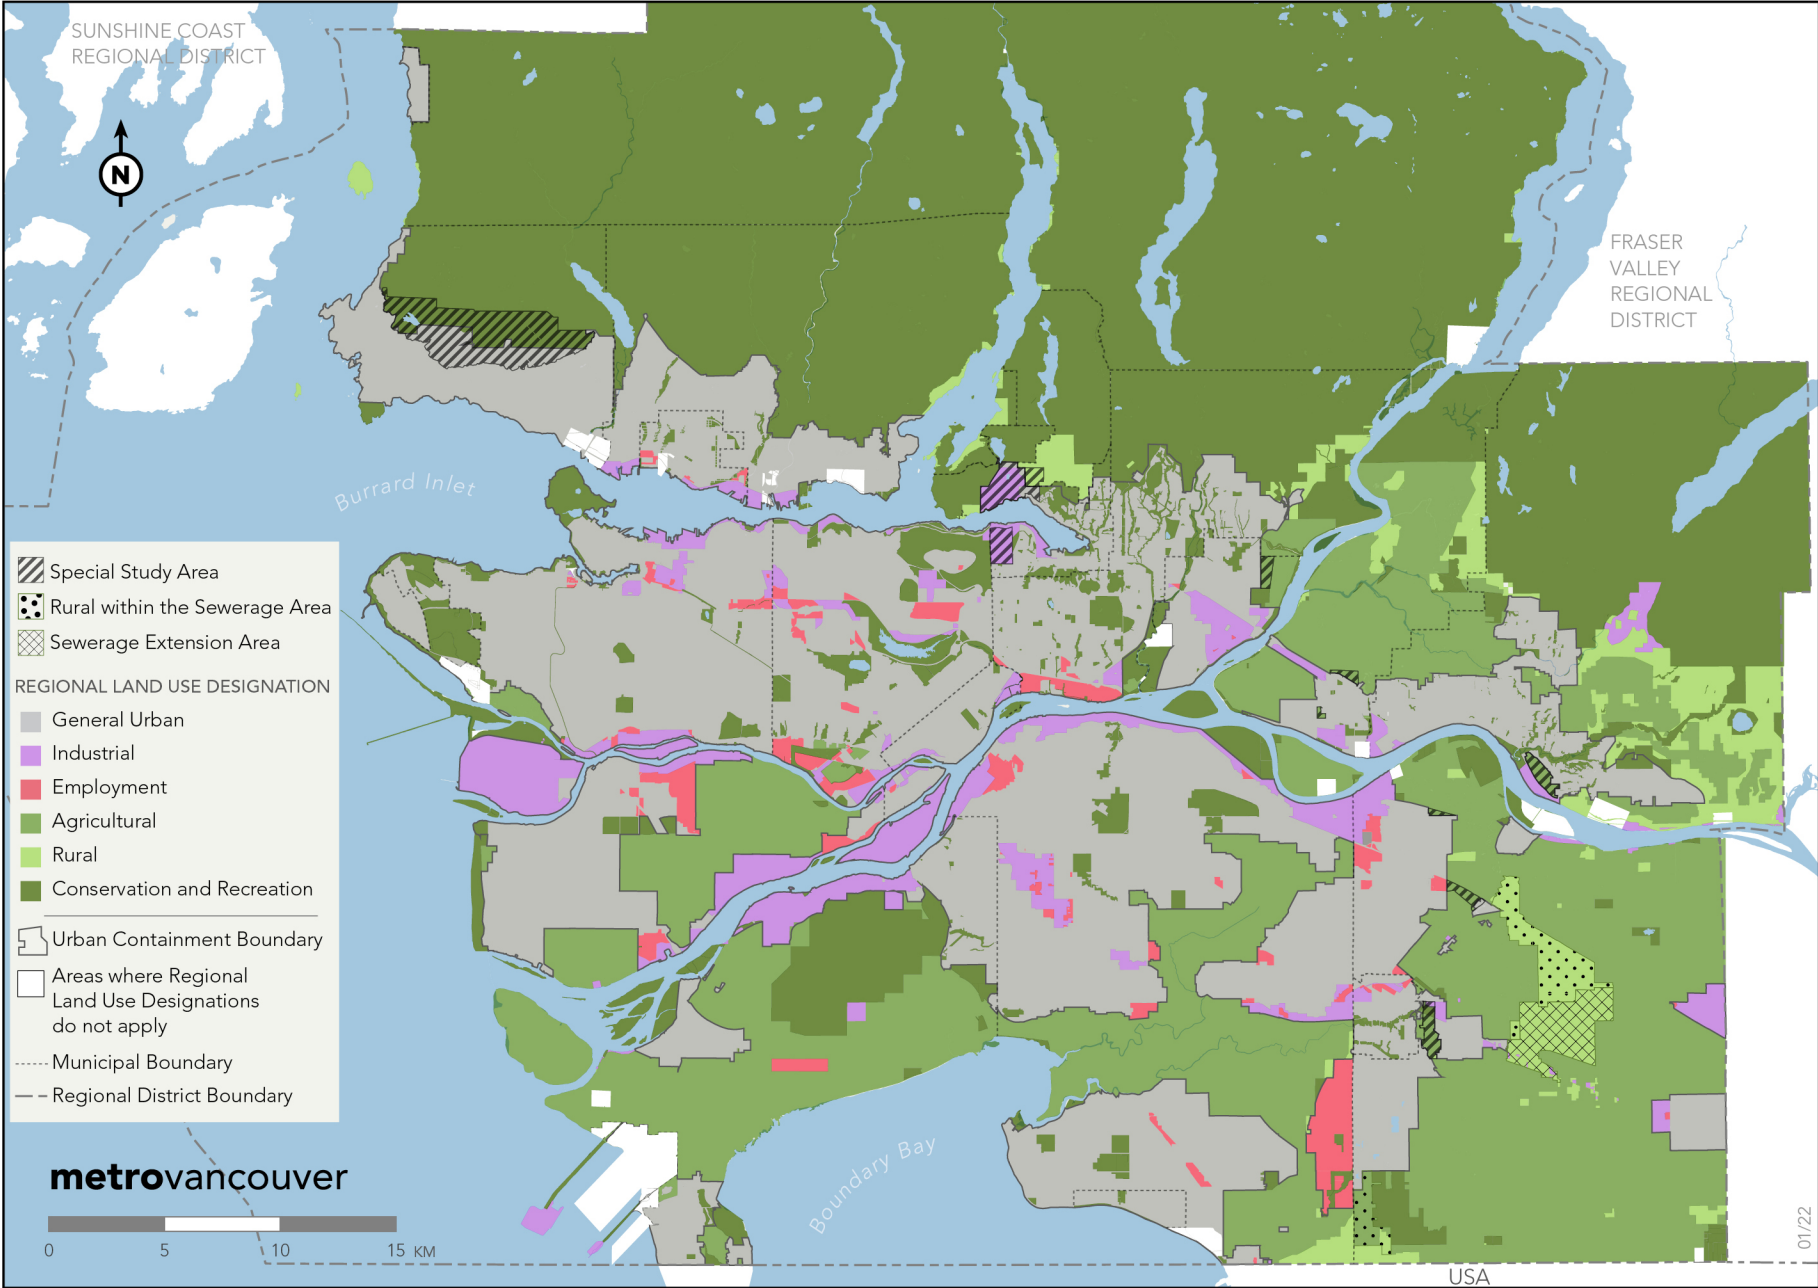 SUNSHINE COAST
REGIONAL DISTRICT
N
FRASER
VALLEY
REGIONAL
DISTRICT
Burrard Inlet
Special Study Area
Rural within the Sewerage Area
Sewerage Extension Area
REGIONAL LAND USE DESIGNATION
General Urban
Industrial
Employment
Agricultural
Rural
Conservation and Recreation
Urban Containment Boundary
Areas where Regional
Land Use Designations
do not apply
Municipal Boundary
Regional District Boundary
metrovancouver
0 5 10 15 KM
Boundary Bay
01/22
USA